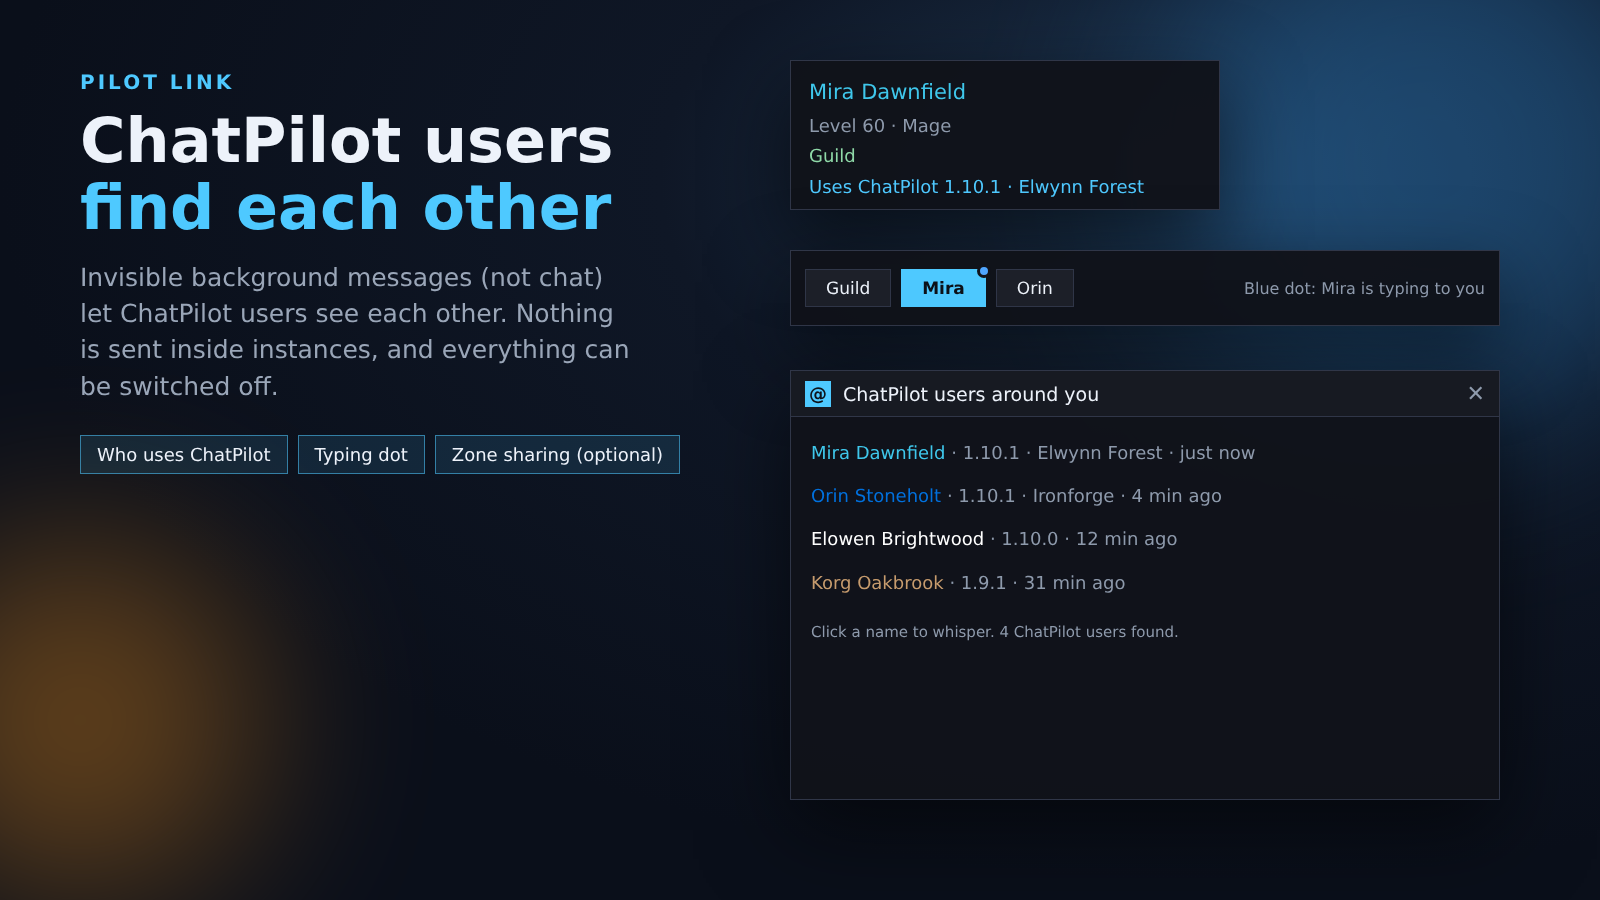 PILOT LINK
ChatPilot users
find each other
Invisible background messages (not chat)
let ChatPilot users see each other. Nothing
is sent inside instances, and everything can
be switched off.
Who uses ChatPilot
Typing dot
Zone sharing (optional)
Mira Dawnfield
Level 60 · Mage
Guild
Uses ChatPilot 1.10.1 · Elwynn Forest
Guild
Mira
Orin
Blue dot: Mira is typing to you
@ ChatPilot users around you ✕
Mira Dawnfield · 1.10.1 · Elwynn Forest · just now
Orin Stoneholt · 1.10.1 · Ironforge · 4 min ago
Elowen Brightwood · 1.10.0 · 12 min ago
Korg Oakbrook · 1.9.1 · 31 min ago
Click a name to whisper. 4 ChatPilot users found.